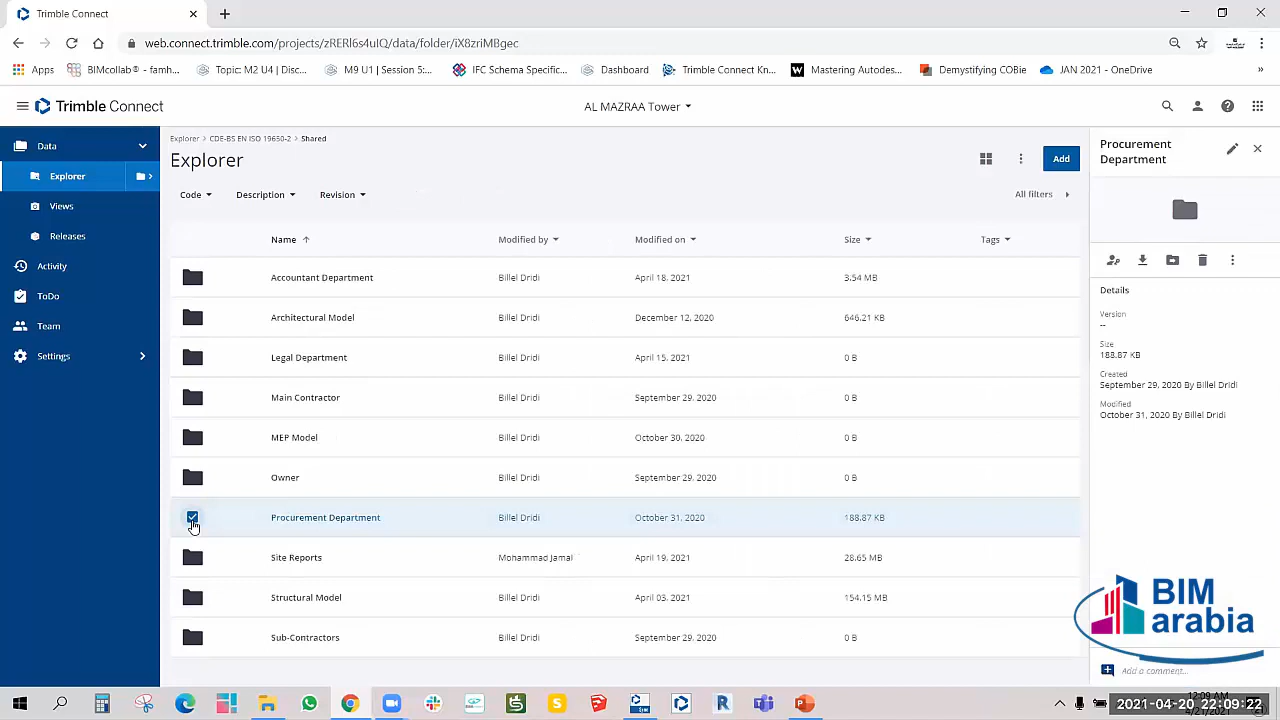 Trimble Connect
web.connect.trimble.com/projects/zRERl6s4uIQ/data/folder/iX8zriMBgec
Apps
BIMcollab® - famh...
Topic: M2 U4 | Disc...
M9 U1 | Session 5:...
IFC Schema Specific...
Dashboard
Trimble Connect Kn...
Mastering Autodes...
Demystifying COBie
JAN 2021 - OneDrive
»
Trimble Connect
AL MAZRAA Tower
Data
Explorer
Views
Releases
Activity
ToDo
Team
Settings
Explorer > CDE-BS EN ISO 19650-2 > Shared
Explorer
Add
Code
Description
Revision
All filters
Name
Modified by
Modified on
Size
Tags
Accountant Department Billel Dridi April 18, 2021 3.54 MB
Architectural Model Billel Dridi December 12, 2020 646.21 KB
Legal Department Billel Dridi April 15, 2021 0 B
Main Contractor Billel Dridi September 29, 2020 0 B
MEP Model Billel Dridi October 30, 2020 0 B
Owner Billel Dridi September 29, 2020 0 B
Procurement Department Billel Dridi October 31, 2020 188.87 KB
Site Reports Mohammad Jamal April 19, 2021 28.65 MB
Structural Model Billel Dridi April 03, 2021 154.15 MB
Sub-Contractors Billel Dridi September 29, 2020 0 B
Procurement
Department
Details
Version
--
Size
188.87 KB
Created
September 29, 2020 By Billel Dridi
Modified
October 31, 2020 By Billel Dridi
BIM
arabia
Add a comment...
2021-04-20 22:09:22